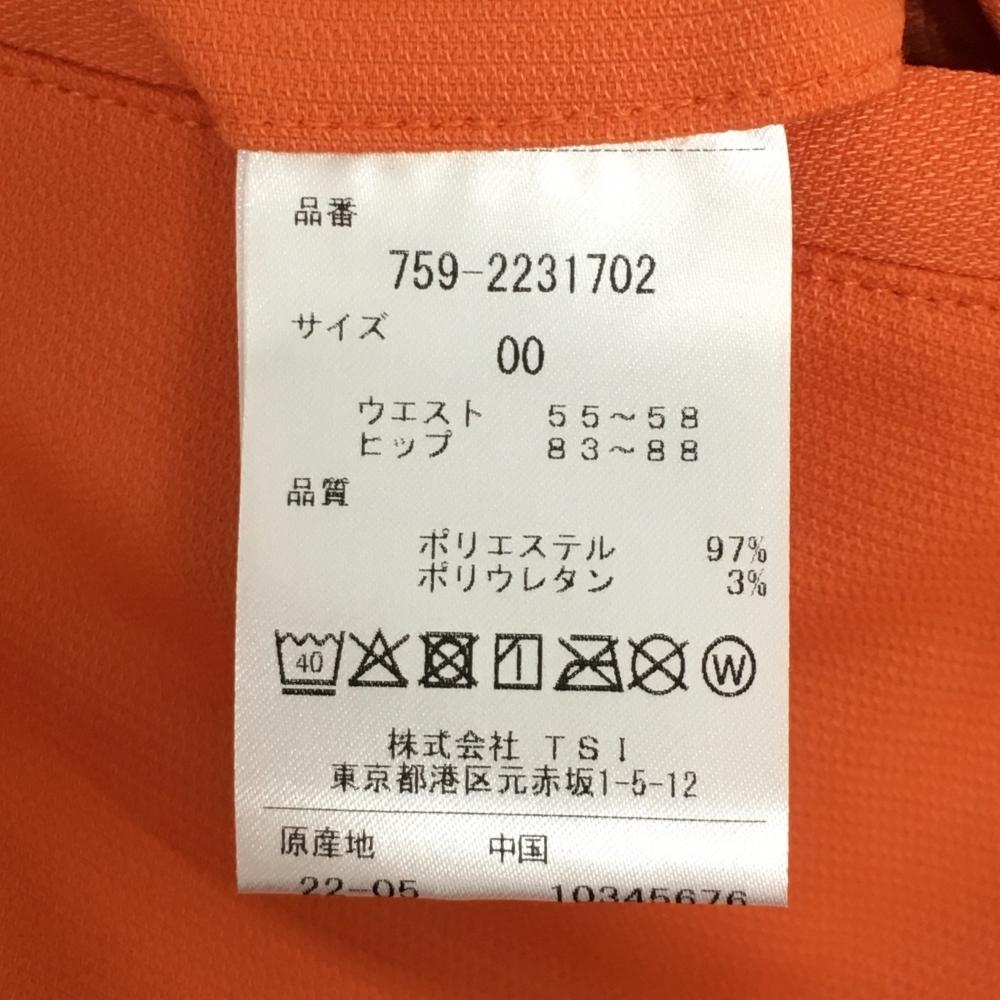 品番
759-2231702
サイズ
00
ウエスト 55～58
ヒップ 83～88
品質
ポリエステル 97%
ポリウレタン 3%
40
W
株式会社 TSI
東京都港区元赤坂1-5-12
原産地 中国
22-05 10345676